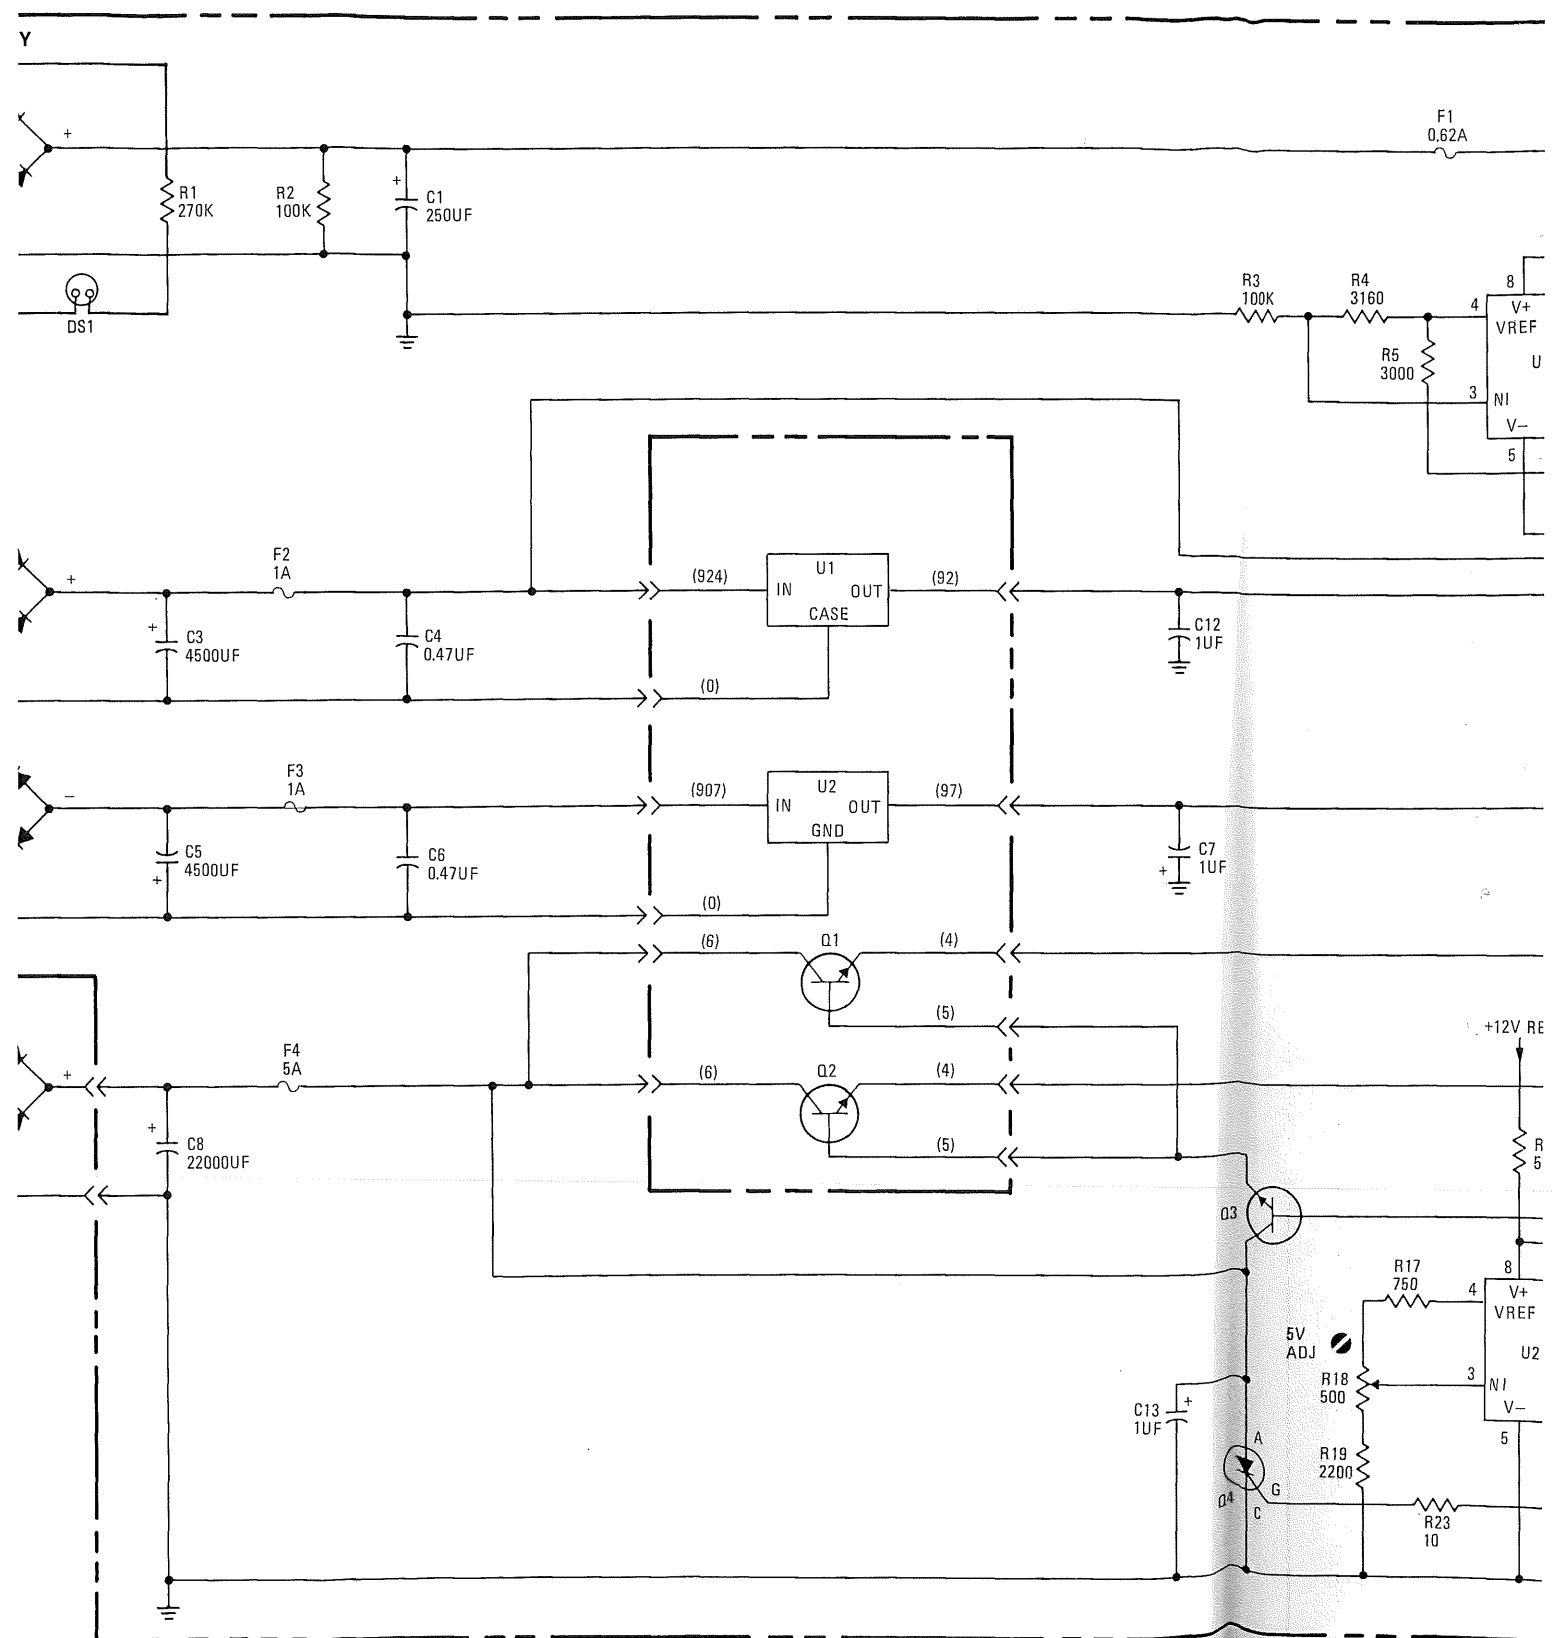 Y
+
F1
0.62A
R1
270K
R2
100K
+
C1
250UF
DS1
R3
100K
R4
3160
R5
3000
8
4
V+
VREF
U
3
NI
V-
5
+
F2
1A
(924)
U1
IN
OUT
CASE
(92)
+
C3
4500UF
C4
0.47UF
C12
1UF
(0)
-
F3
1A
(907)
U2
IN
OUT
GND
(97)
C5
4500UF
+
C6
0.47UF
C7
1UF
+
(0)
(6)
Q1
(4)
(5)
+12V RE
+
F4
5A
(6)
Q2
(4)
(5)
+
C8
22000UF
R
5
Q3
R17
750
8
4
V+
VREF
5V
ADJ
U2
R18
500
3
NI
V-
5
C13
1UF
+
A
R19
2200
G
Q4
C
R23
10